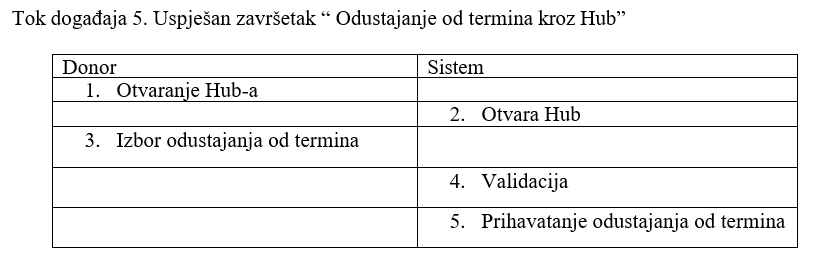 Tok događaja 5. Uspješan završetak “ Odustajanje od termina kroz Hub”
Donor Sistem
1. Otvaranje Hub-a
2. Otvara Hub
3. Izbor odustajanja od termina
4. Validacija
5. Prihavatanje odustajanja od termina